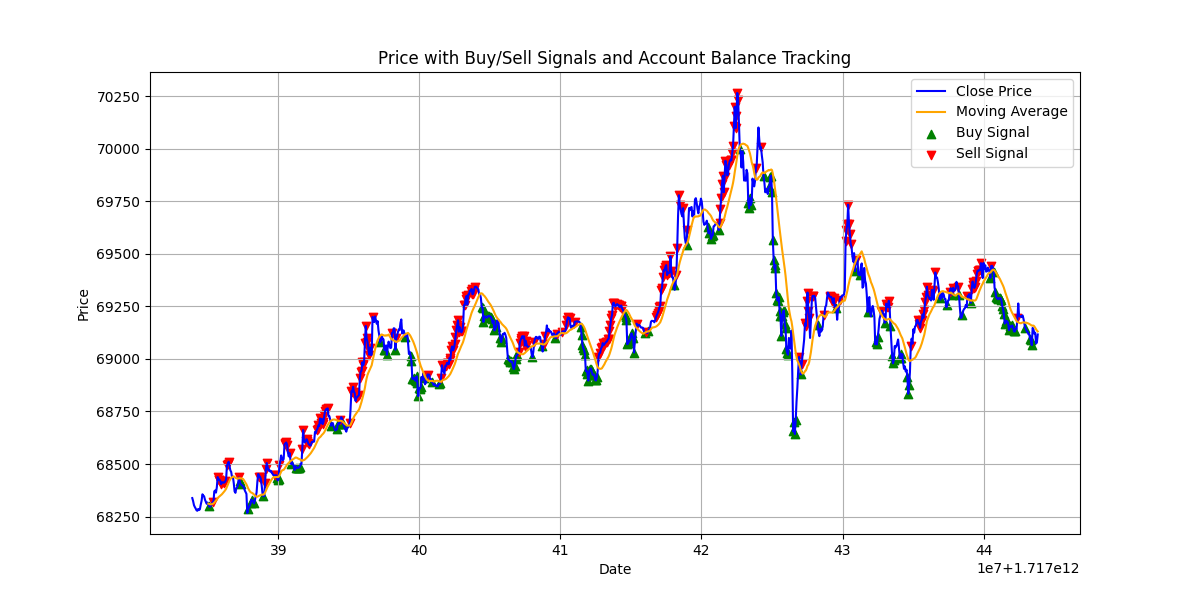 Price with Buy/Sell Signals and Account Balance Tracking
Close Price
Moving Average
Buy Signal
Sell Signal
70250
70000
69750
69500
69250
69000
68750
68500
68250
Price
39 40 41 42 43 44
1e7+1.717e12
Date